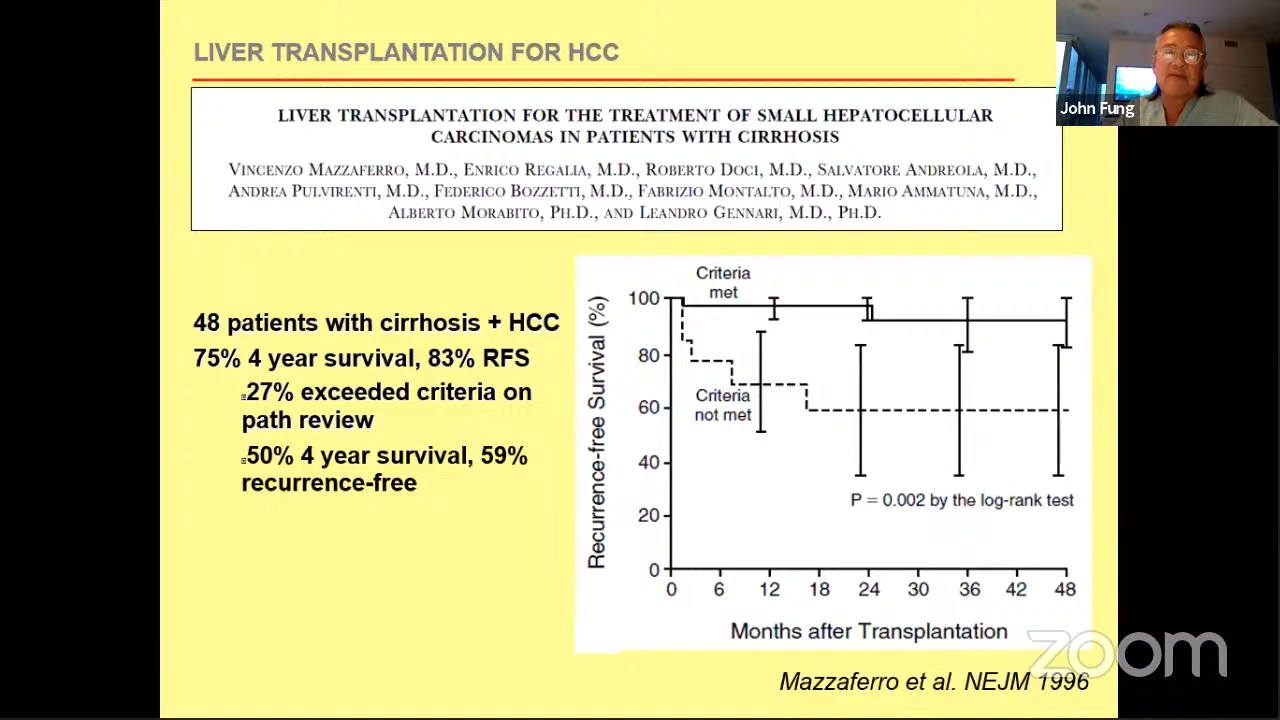 LIVER TRANSPLANTATION FOR HCC
LIVER TRANSPLANTATION FOR THE TREATMENT OF SMALL HEPATOCELLULAR
CARCINOMAS IN PATIENTS WITH CIRRHOSIS
VINCENZO MAZZAFERRO, M.D., ENRICO REGALIA, M.D., ROBERTO DOCI, M.D., SALVATORE ANDREOLA, M.D.,
ANDREA PULVIRENTI, M.D., FEDERICO BOZZETTI, M.D., FABRIZIO MONTALTO, M.D., MARIO AMMATUNA, M.D.,
ALBERTO MORABITO, PH.D., AND LEANDRO GENNARI, M.D., PH.D.
John Fung
48 patients with cirrhosis + HCC
75% 4 year survival, 83% RFS
27% exceeded criteria on
path review
50% 4 year survival, 59%
recurrence-free
Recurrence-free Survival (%)
100
80
60
40
20
0
Criteria
met
Criteria
not met
P = 0.002 by the log-rank test
0 6 12 18 24 30 36 42 48
Months after Transplantation
zoom
Mazzaferro et al. NEJM 1996